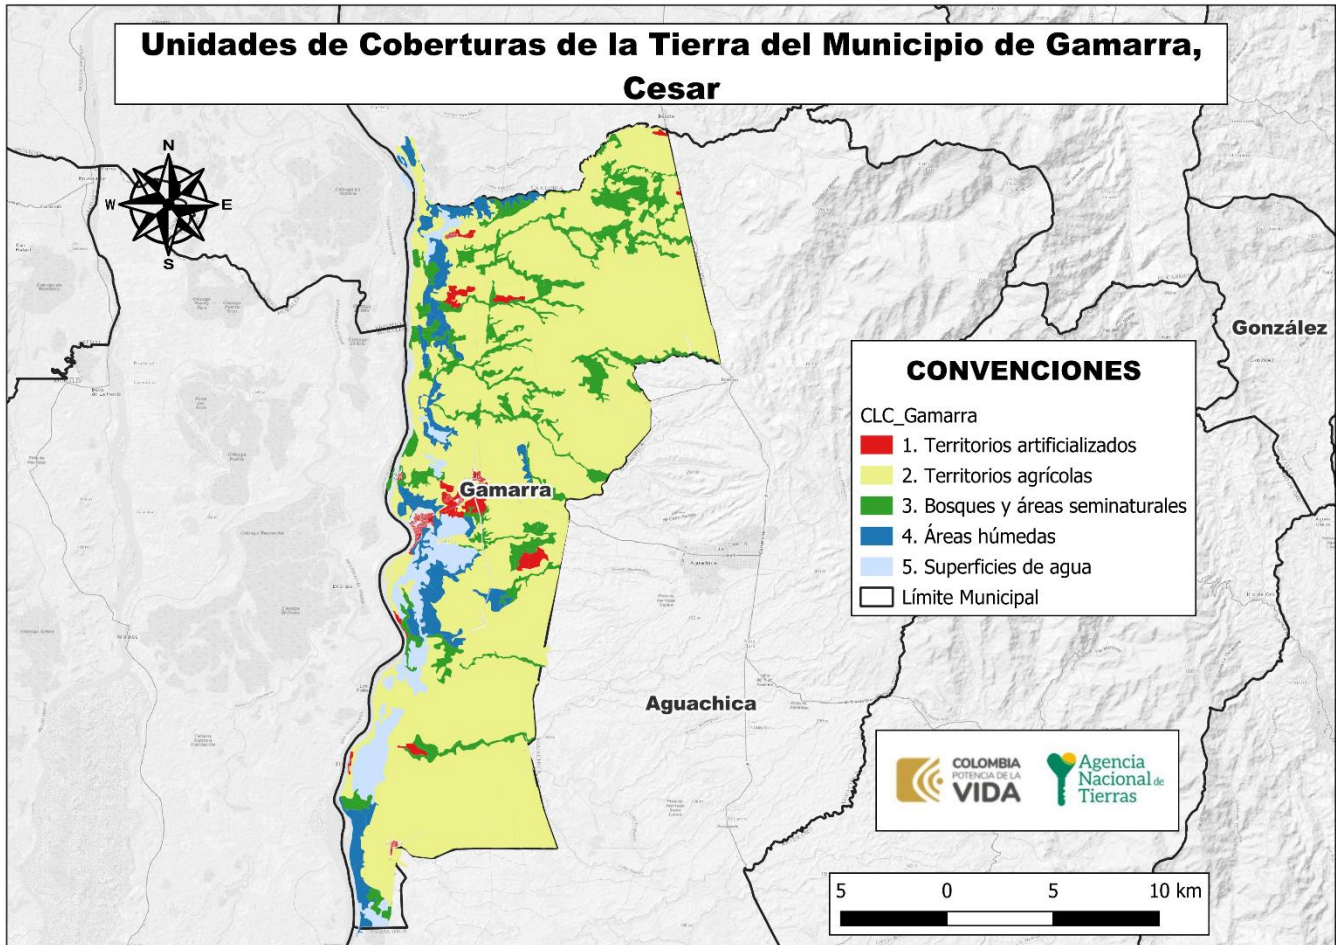 Unidades de Coberturas de la Tierra del Municipio de Gamarra,
Cesar
N
W
E
S
González
CONVENCIONES
CLC_Gamarra
1. Territorios artificializados
2. Territorios agrícolas
3. Bosques y áreas seminaturales
4. Áreas húmedas
5. Superficies de agua
Límite Municipal
Gamarra
Aguachica
Aguachica
Morales
COLOMBIA
POTENCIA DE LA
VIDA
Agencia
Nacional de
Tierras
5
0
5
10 km